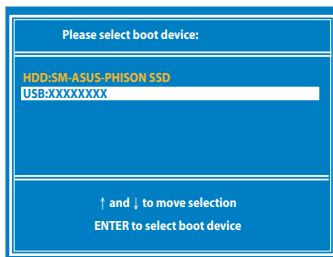 Please select boot device:
HDD:SM-ASUS-PHISON SSD
USB:XXXXXXXX
↑ and ↓ to move selection
ENTER to select boot device